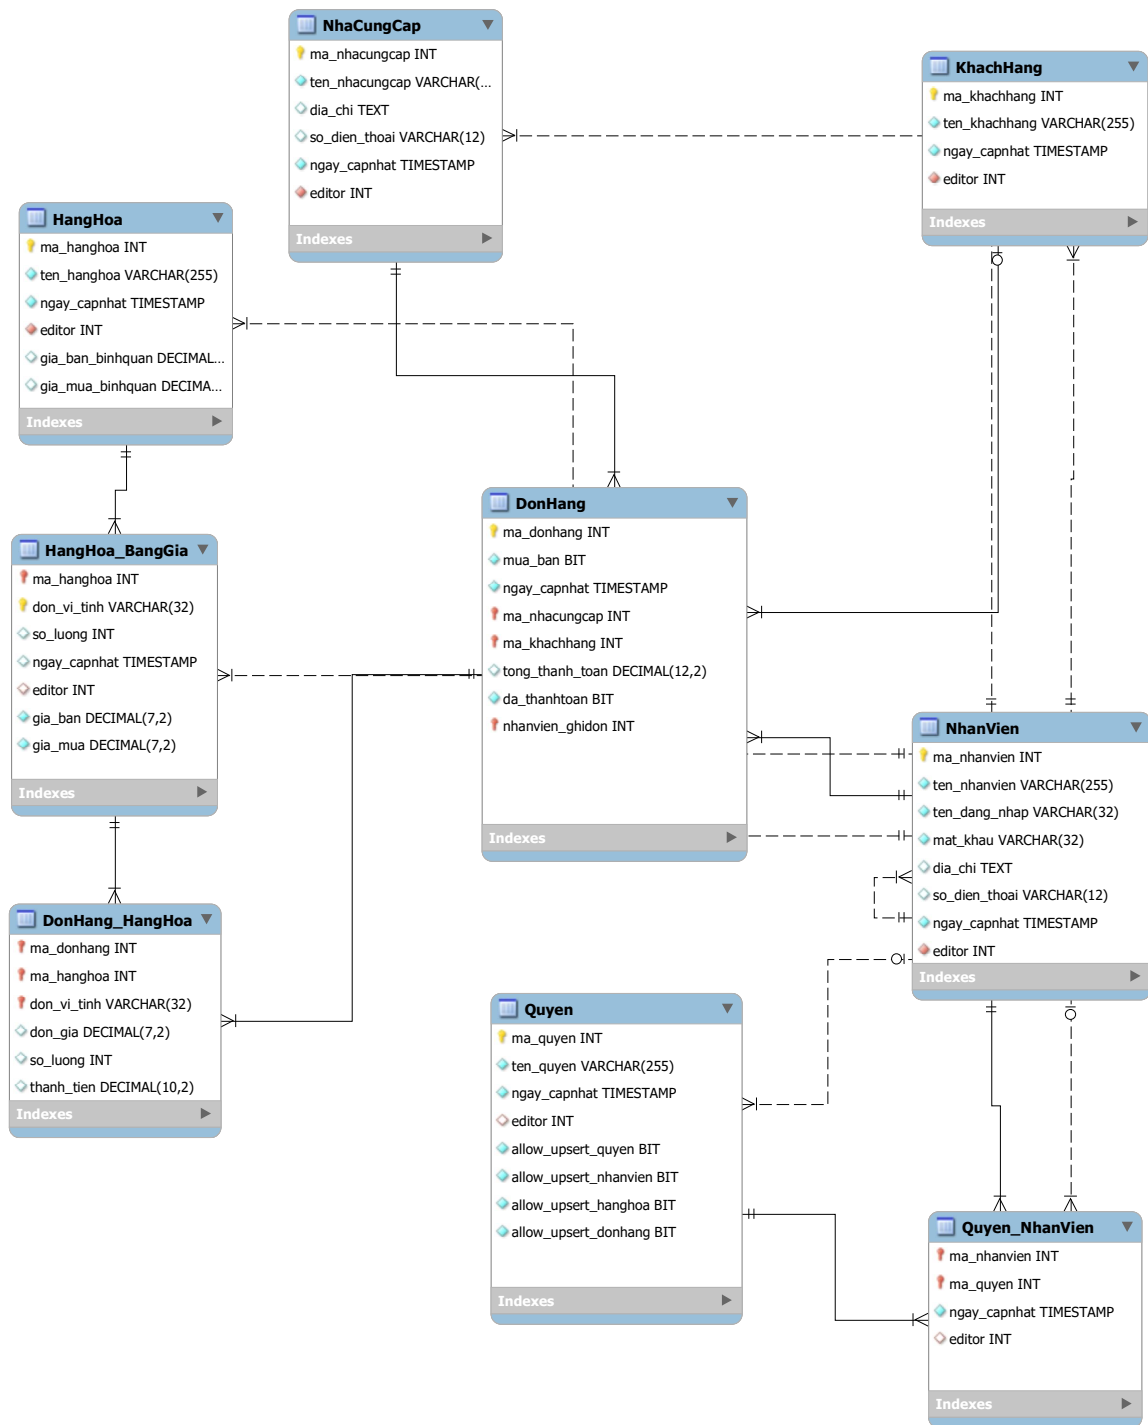 NhaCungCap
ma_nhacungcap INT
ten_nhacungcap VARCHAR(...
dia_chi TEXT
so_dien_thoai VARCHAR(12)
ngay_capnhat TIMESTAMP
editor INT
Indexes
KhachHang
ma_khachhang INT
ten_khachhang VARCHAR(255)
ngay_capnhat TIMESTAMP
editor INT
Indexes
HangHoa
ma_hanghoa INT
ten_hanghoa VARCHAR(255)
ngay_capnhat TIMESTAMP
editor INT
gia_ban_binhquan DECIMAL...
gia_mua_binhquan DECIMA...
Indexes
DonHang
ma_donhang INT
mua_ban BIT
ngay_capnhat TIMESTAMP
ma_nhacungcap INT
ma_khachhang INT
tong_thanh_toan DECIMAL(12,2)
da_thanhtoan BIT
nhanvien_ghidon INT
Indexes
HangHoa_BangGia
ma_hanghoa INT
don_vi_tinh VARCHAR(32)
so_luong INT
ngay_capnhat TIMESTAMP
editor INT
gia_ban DECIMAL(7,2)
gia_mua DECIMAL(7,2)
Indexes
NhanVien
ma_nhanvien INT
ten_nhanvien VARCHAR(255)
ten_dang_nhap VARCHAR(32)
mat_khau VARCHAR(32)
dia_chi TEXT
so_dien_thoai VARCHAR(12)
ngay_capnhat TIMESTAMP
editor INT
Indexes
DonHang_HangHoa
ma_donhang INT
ma_hanghoa INT
don_vi_tinh VARCHAR(32)
don_gia DECIMAL(7,2)
so_luong INT
thanh_tien DECIMAL(10,2)
Indexes
Quyen
ma_quyen INT
ten_quyen VARCHAR(255)
ngay_capnhat TIMESTAMP
editor INT
allow_upsert_quyen BIT
allow_upsert_nhanvien BIT
allow_upsert_hanghoa BIT
allow_upsert_donhang BIT
Indexes
Quyen_NhanVien
ma_nhanvien INT
ma_quyen INT
ngay_capnhat TIMESTAMP
editor INT
Indexes